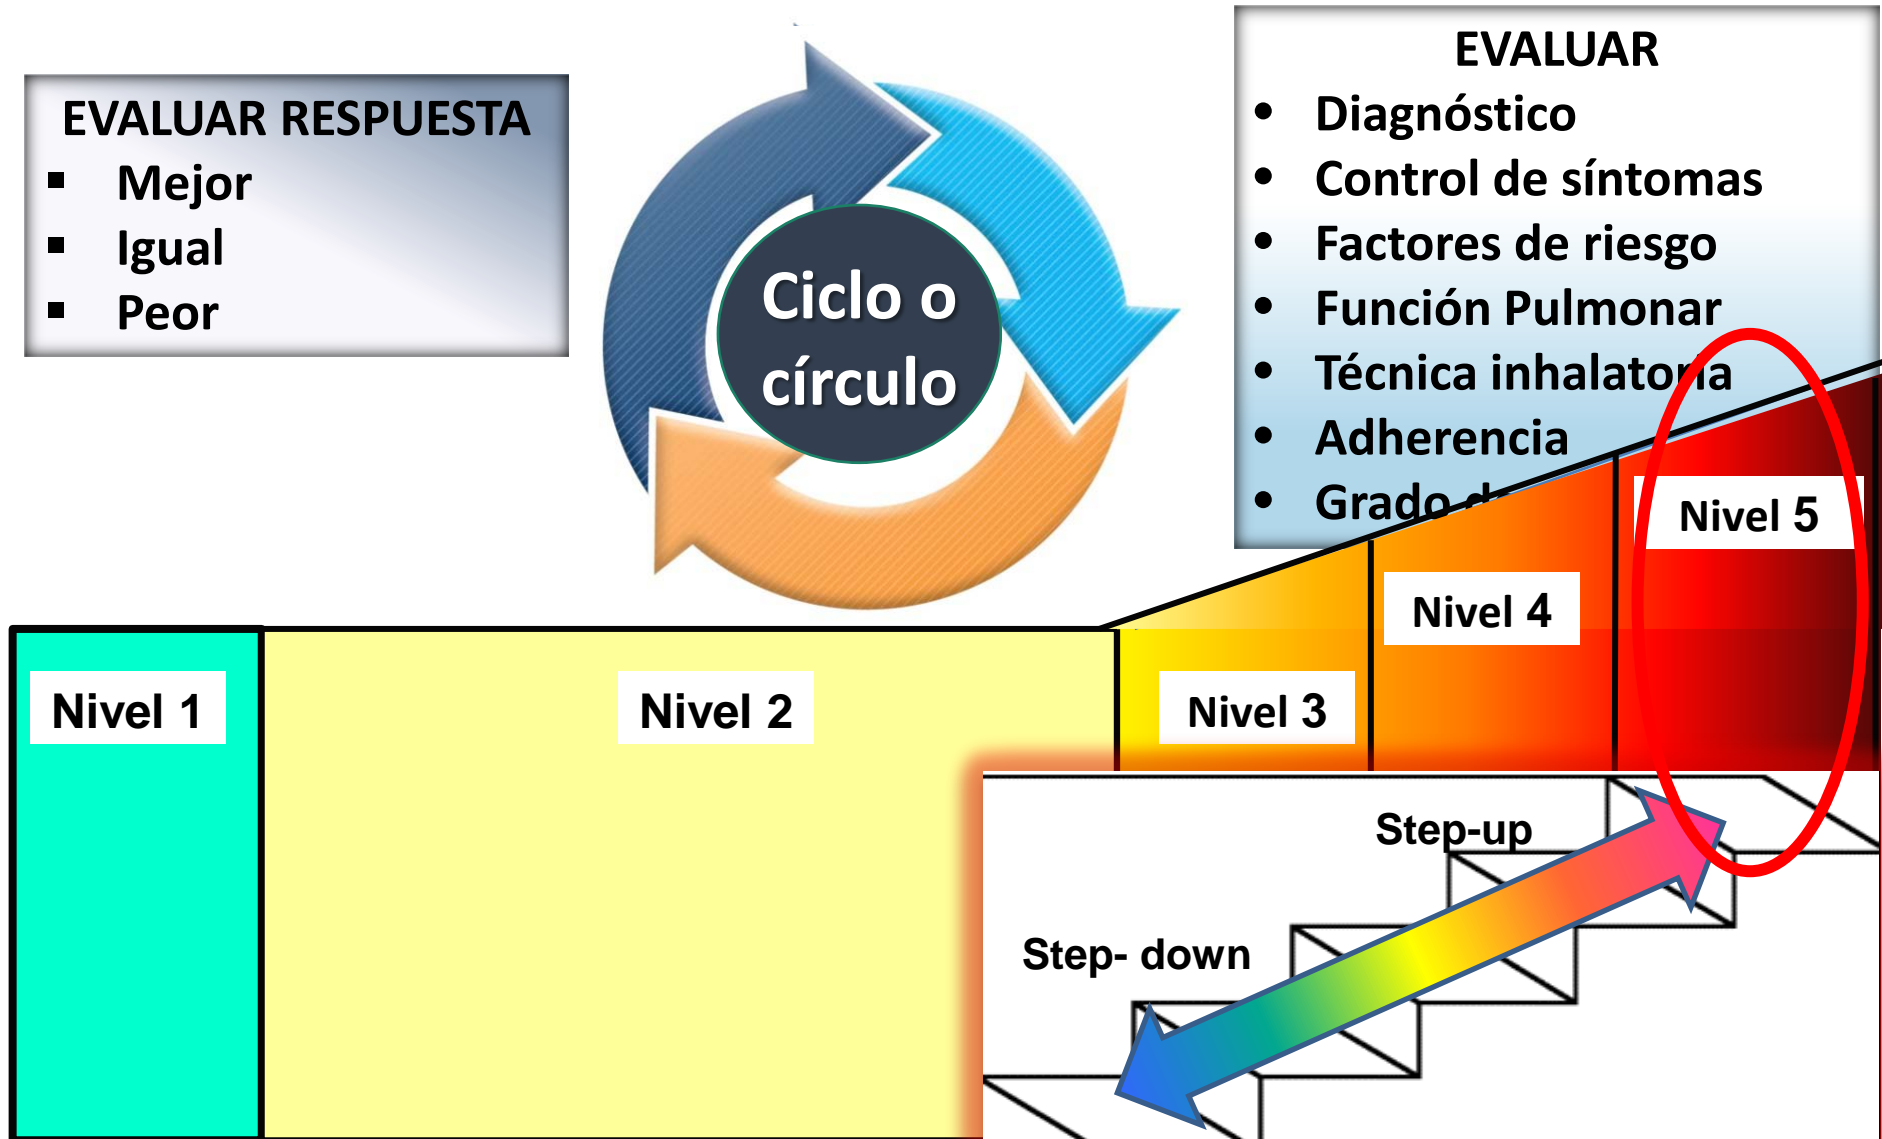 EVALUAR RESPUESTA
▪ Mejor
▪ Igual
▪ Peor
Ciclo o
círculo
EVALUAR
• Diagnóstico
• Control de síntomas
• Factores de riesgo
• Función Pulmonar
• Técnica inhalatoria
• Adherencia
• Grado
Nivel 1
Nivel 2
Nivel 3
Nivel 4
Nivel 5
Step-up
Step- down